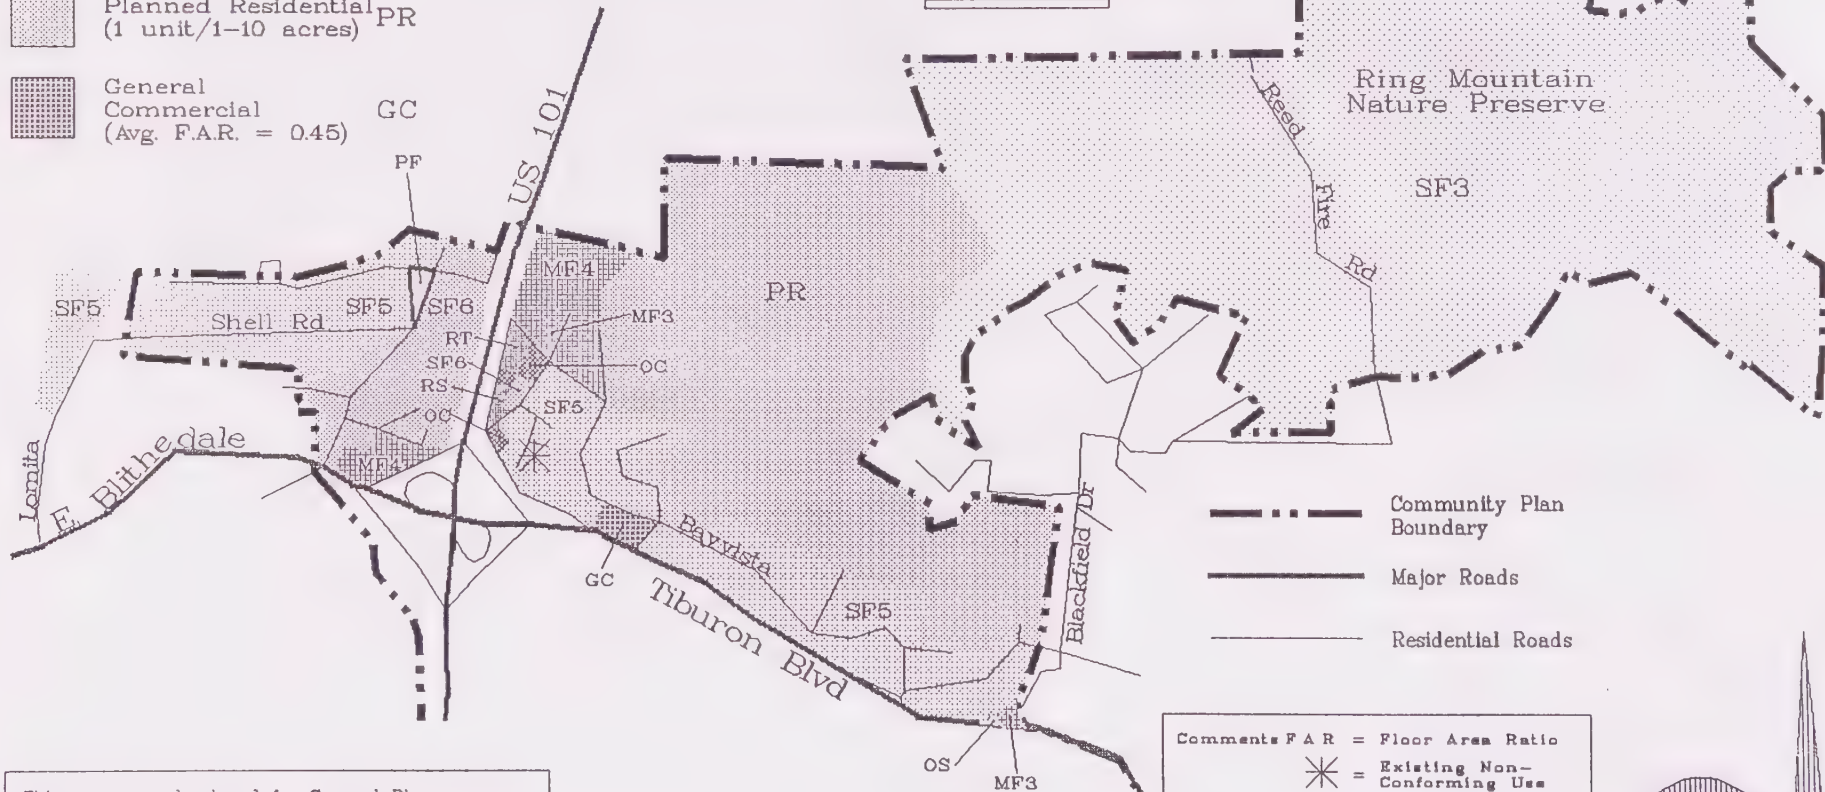 Planned Residential PR
(1 unit/1-10 acres)
General
Commercial GC
(Avg. F.A.R. = 0.45)
PF
US 101
Ring Mountain
Nature Preserve
Reed
Fire
Rd
SF3
MF4
PR
SF5
SF5
SF6
Shell Rd
MF3
RT
SF6
OC
RS
OC
SF5
MF4
Lomita
E. Blithedale
Bayvista
GC
Tiburon Blvd
SF5
Blackfield Dr
OS
MF3
Community Plan
Boundary
Major Roads
Residential Roads
Comments F A R = Floor Area Ratio
= Existing Non-
Conforming Use